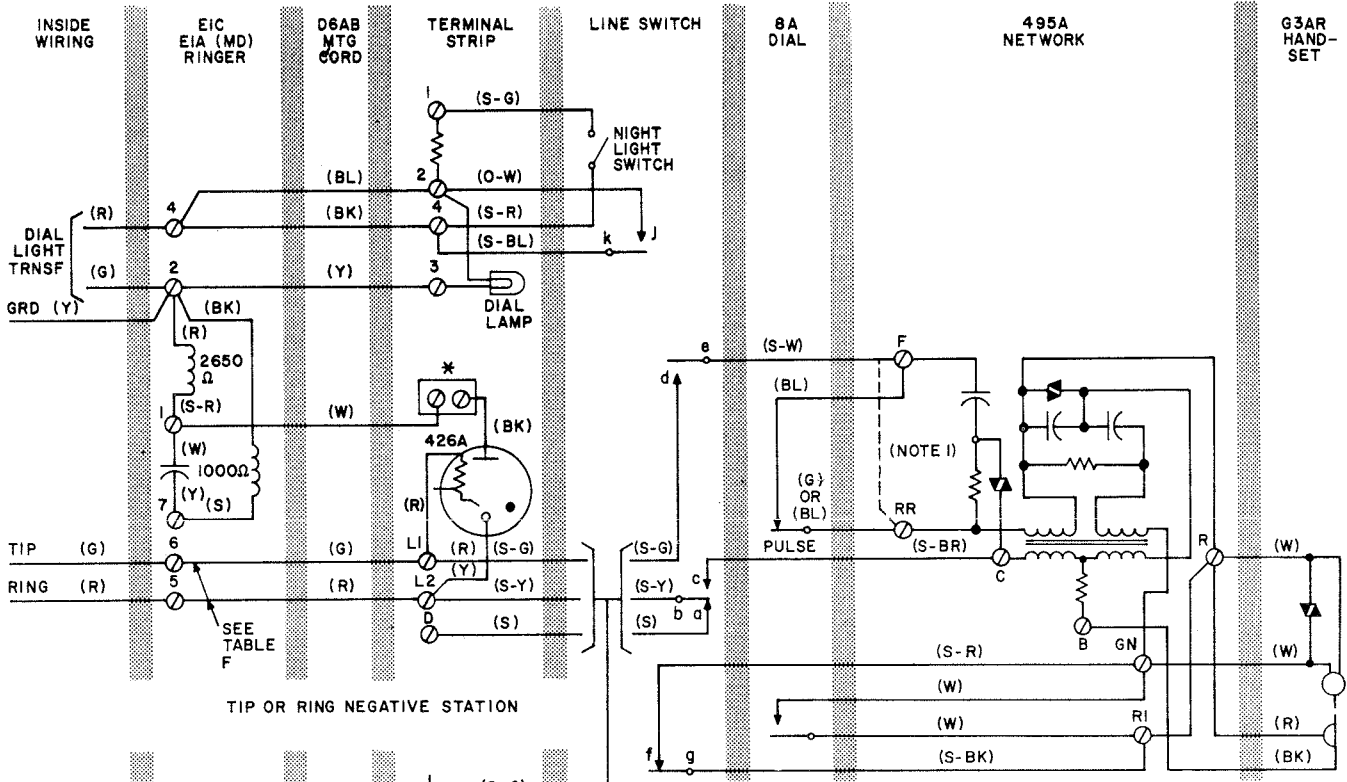 INSIDE WIRING
EIC EIA (MD) RINGER
D6AB MTG CORD
TERMINAL STRIP
LINE SWITCH
8A DIAL
495A NETWORK
G3AR HAND-SET
1
(S-G)
NIGHT LIGHT SWITCH
(BL)
2
(O-W)
(R)
4
(BK)
4
(S-R)
j
DIAL LIGHT TRNSF
(S-BL)
k
(G)
2
(Y)
3
GRD (Y)
(BK)
DIAL LAMP
(R)
2650 Ω
e
(S-W)
F
*
d
(BL)
(S-R)
1
(W)
(BK)
(NOTE 1)
(W)
426A
1000Ω
(G) OR (BL)
(Y)
(S)
(R)
RR
7
PULSE
(S-BR)
TIP
(G)
6
(G)
L1
(R)
(S-G)
(S-G)
c
C
R
(W)
RING
(R)
5
(R)
L2
(Y)
(S-Y)
(S-Y)
b
a
SEE TABLE F
D
(S)
(S)
B
GN
(S-R)
(W)
TIP OR RING NEGATIVE STATION
(W)
(W)
R1
(R)
f
g
(S-BK)
(BK)